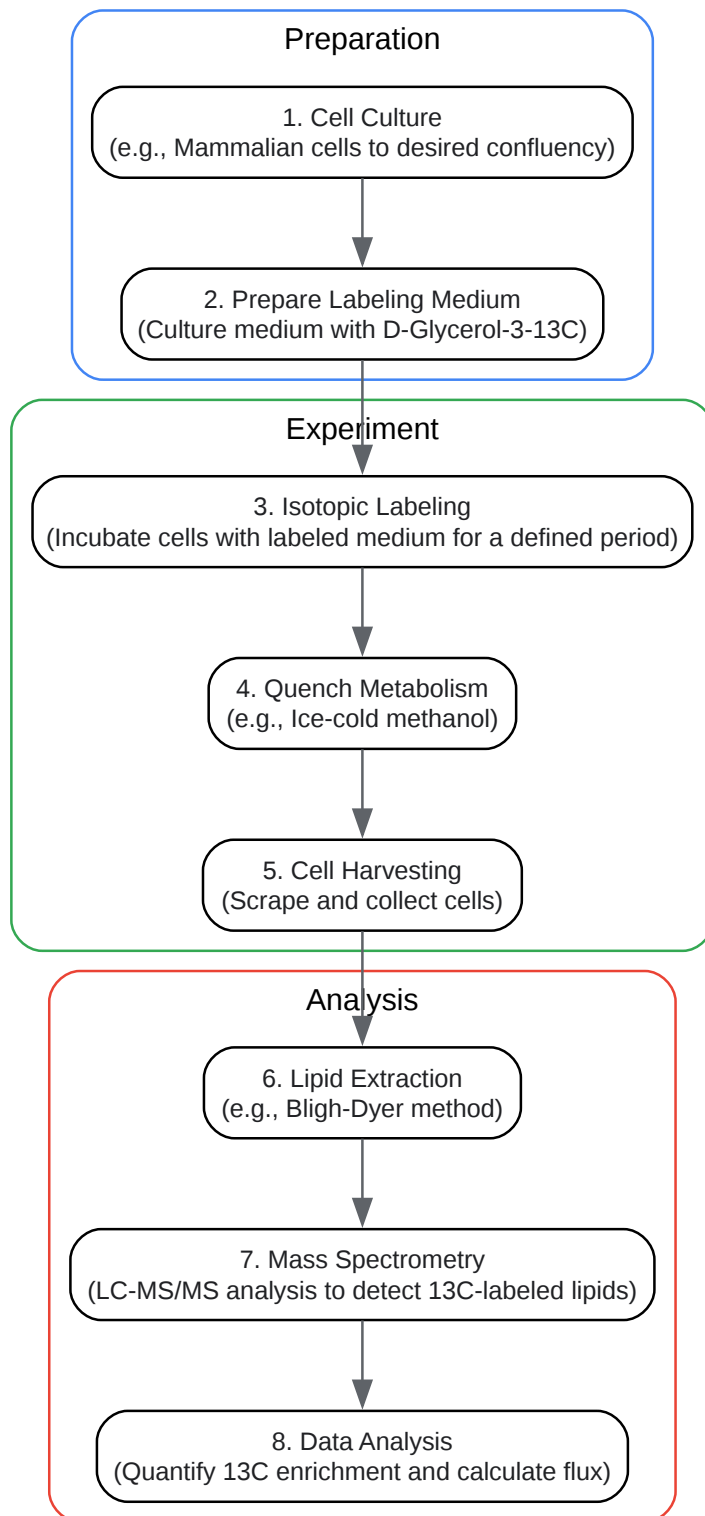 Preparation
1. Cell Culture
(e.g., Mammalian cells to desired confluency)
2. Prepare Labeling Medium
(Culture medium with D-Glycerol-3-13C)
Experiment
3. Isotopic Labeling
(Incubate cells with labeled medium for a defined period)
4. Quench Metabolism
(e.g., Ice-cold methanol)
5. Cell Harvesting
(Scrape and collect cells)
Analysis
6. Lipid Extraction
(e.g., Bligh-Dyer method)
7. Mass Spectrometry
(LC-MS/MS analysis to detect 13C-labeled lipids)
8. Data Analysis
(Quantify 13C enrichment and calculate flux)